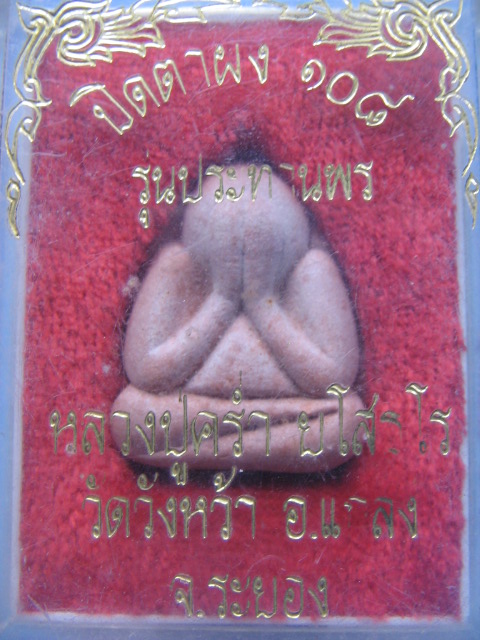 ปิดตาผง ๑๐๘
รุ่นประทานพร
หลวงปู่คร่ำ ยโสธโร
วัดวังหว้า อ.แกลง
จ.ระยอง